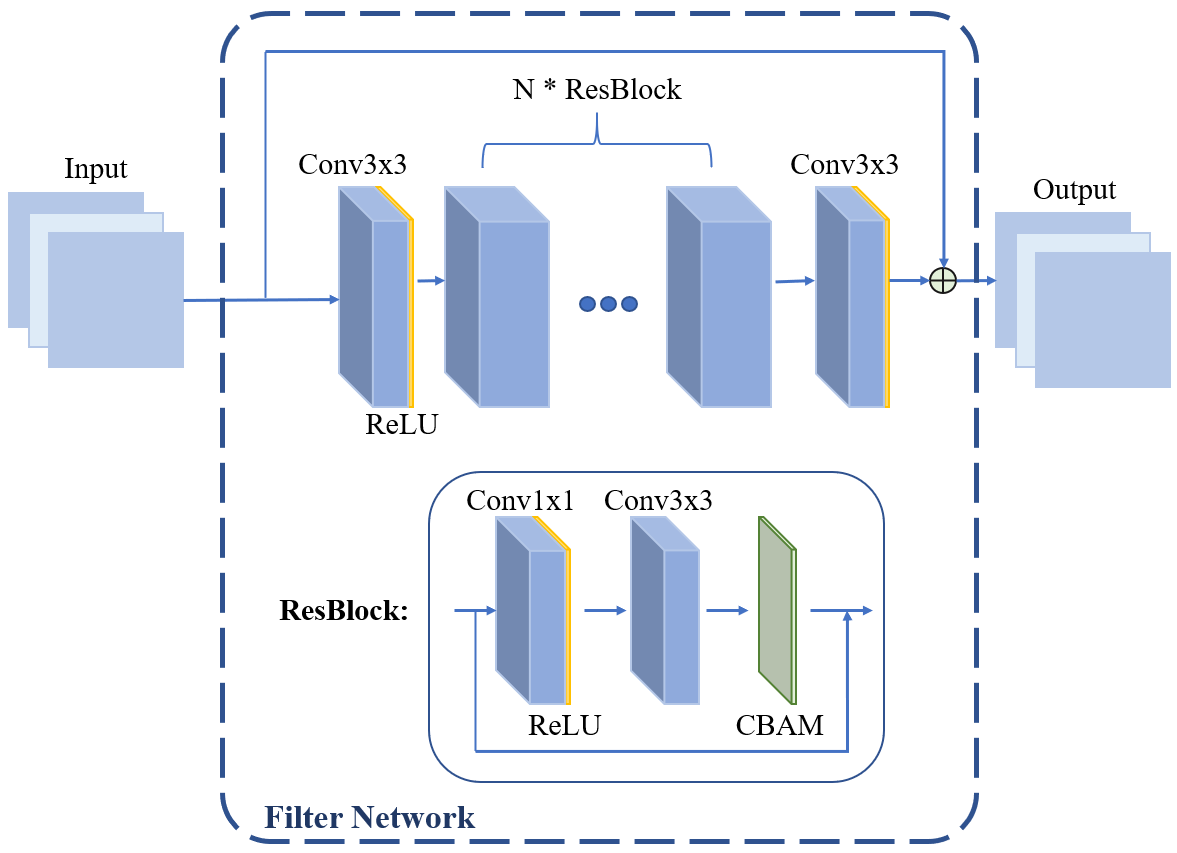 N * ResBlock
Input
Conv3x3
Conv3x3
Output
ReLU
Conv1x1
Conv3x3
ResBlock:
ReLU
CBAM
Filter Network